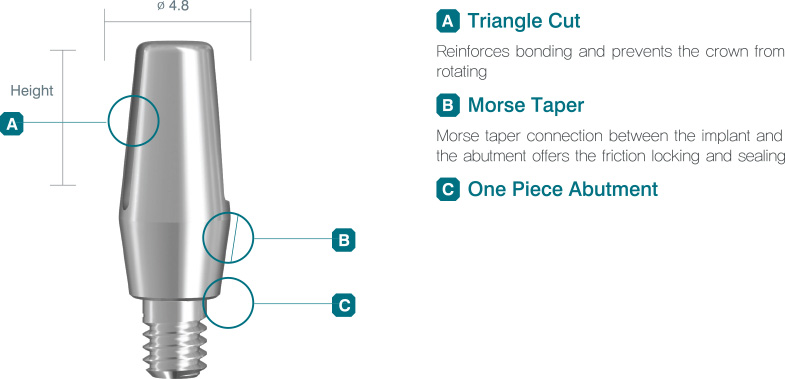 ø 4.8
Height
A
B
C
A Triangle Cut
Reinforces bonding and prevents the crown from
rotating
B Morse Taper
Morse taper connection between the implant and
the abutment offers the friction locking and sealing
C One Piece Abutment